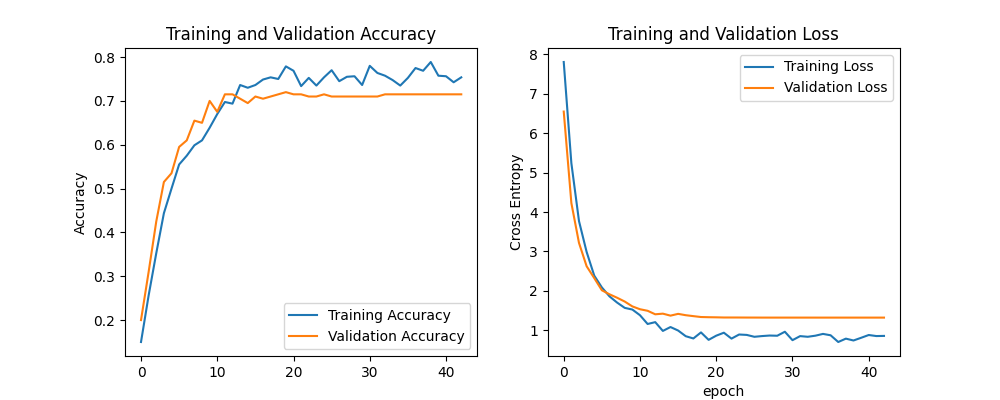 Training and Validation Accuracy
0.8
0.7
0.6
0.5
0.4
0.3
0.2
Accuracy
Training Accuracy
Validation Accuracy
0 10 20 30 40
Training and Validation Loss
8
7
6
5
4
3
2
1
Cross Entropy
Training Loss
Validation Loss
0 10 20 30 40
epoch